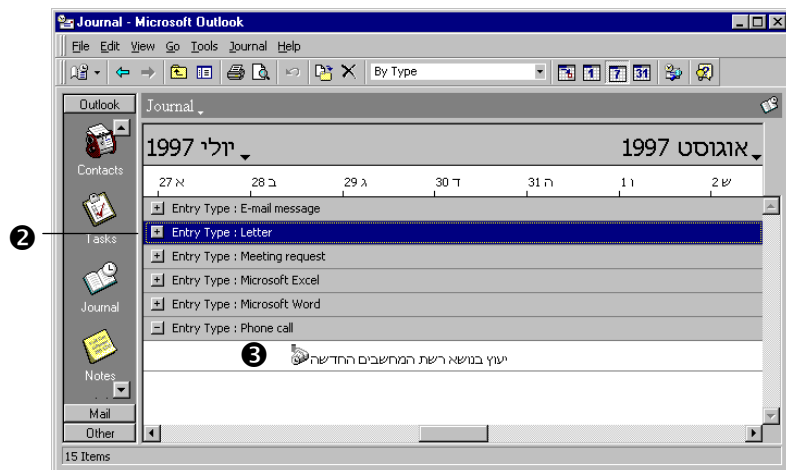 Journal - Microsoft Outlook
File Edit View Go Tools Journal Help
By Type
Outlook
Journal
Contacts
יולי 1997
אוגוסט 1997
א 27
ב 28
ג 29
ד 30
ה 31
ו 1
ש 2
Entry Type : E-mail message
❷
Tasks
Entry Type : Letter
Entry Type : Meeting request
Entry Type : Microsoft Excel
Journal
Entry Type : Microsoft Word
Entry Type : Phone call
❸
יעוץ בנושא רשת המחשבים החדשה
Notes
Mail
Other
15 Items